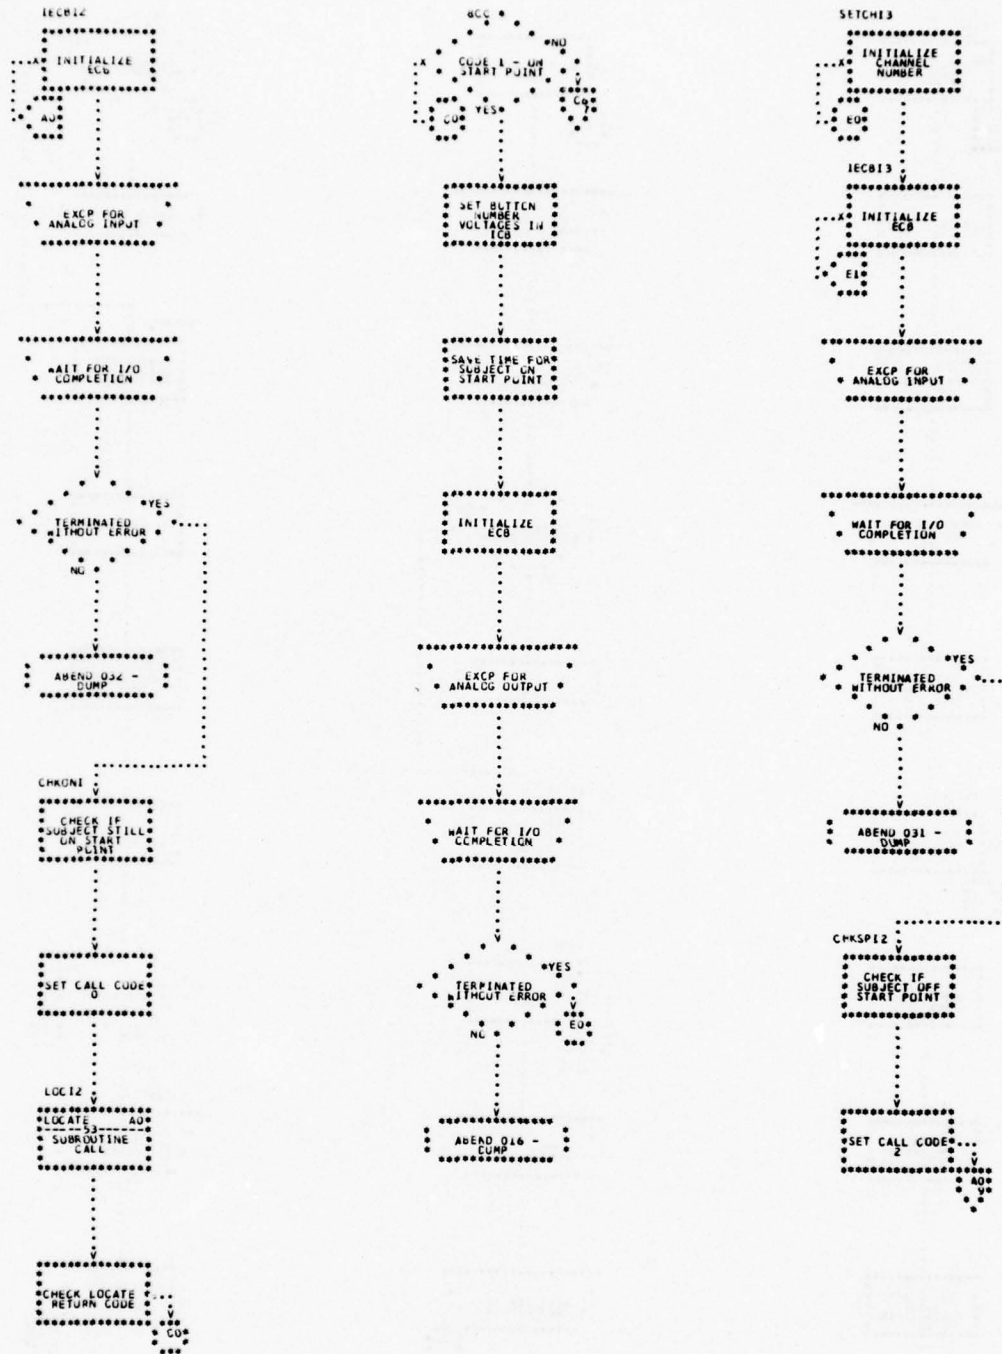 IECBI2
INITIALIZE
ECB
A0
EXCP FOR
ANALOG INPUT
WAIT FOR I/O
COMPLETION
YES
TERMINATED
WITHOUT ERROR
NO
ABEND 032 -
DUMP
CHKONI
CHECK IF
SUBJECT STILL
ON START
POINT
SET CALL CODE
0
LOCI2
LOCATE A0
53
SUBROUTINE
CALL
CHECK LOCATE
RETURN CODE
C0
NO
CODE 1 - ON
START POINT
YES
C0
SET BUTTON
NUMBER
VOLTAGES IN
ICB
SAVE TIME FOR
SUBJECT ON
START POINT
INITIALIZE
ECB
EXCP FOR
ANALOG OUTPUT
WAIT FOR I/O
COMPLETION
YES
TERMINATED
WITHOUT ERROR
E0
NO
ABEND 016 -
DUMP
SETCHI3
INITIALIZE
CHANNEL
NUMBER
E0
IECBI3
INITIALIZE
ECB
E1
EXCP FOR
ANALOG INPUT
WAIT FOR I/O
COMPLETION
YES
TERMINATED
WITHOUT ERROR
NO
ABEND 031 -
DUMP
CHKSPI2
CHECK IF
SUBJECT OFF
START POINT
SET CALL CODE
2
A0
9